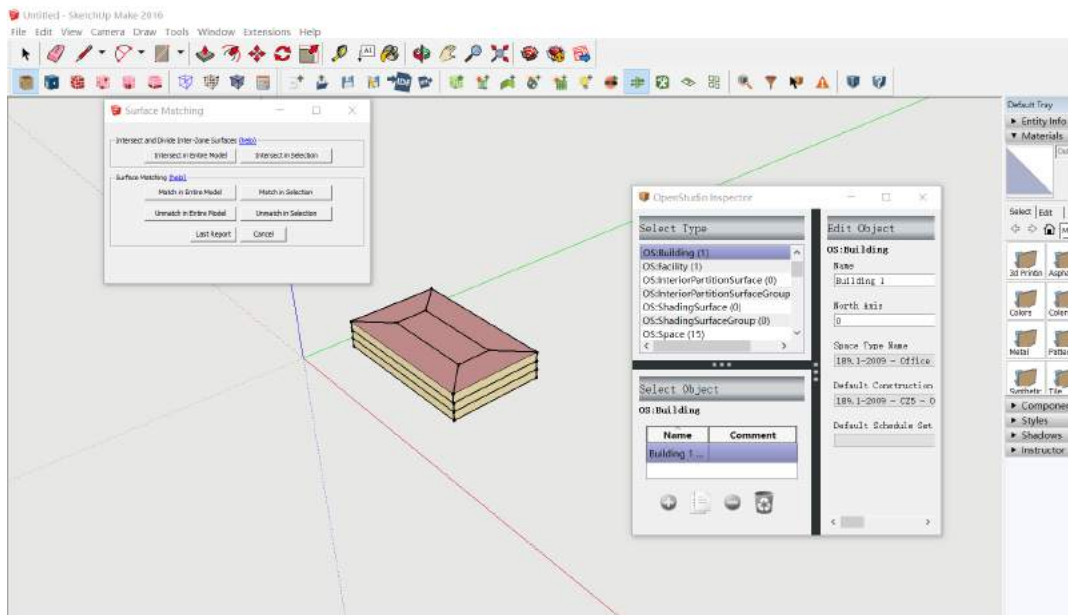 Untitled - SketchUp Make 2016
File Edit View Camera Draw Tools Window Extensions Help
Surface Matching
Intersect and Divide Inter-Zone Surfaces (help)
Intersect in Entire Model Intersect in Selection
Surface Matching (help)
Match in Entire Model Match in Selection
Unmatch in Entire Model Unmatch in Selection
Last Report Cancel
OpenStudio Inspector
Select Type
OS:Building (1)
OS:Facility (1)
OS:InteriorPartitionSurface (0)
OS:InteriorPartitionSurfaceGroup
OS:ShadingSurface (0)
OS:ShadingSurfaceGroup (0)
OS:Space (15)
Select Object
OS:Building
Name Comment
Building 1 ...
Edit Object
OS:Building
Name
Building 1
North Axis
0
Space Type Name
189.1-2009 - Office
Default Construction
189.1-2009 - CZ5 - O
Default Schedule Set
Default Tray
Entity Info
Materials
Select Edit
3d Printin Aspha
Colors Color
Metal Patte
Synthetic Tile
Compone
Styles
Shadows
Instructor